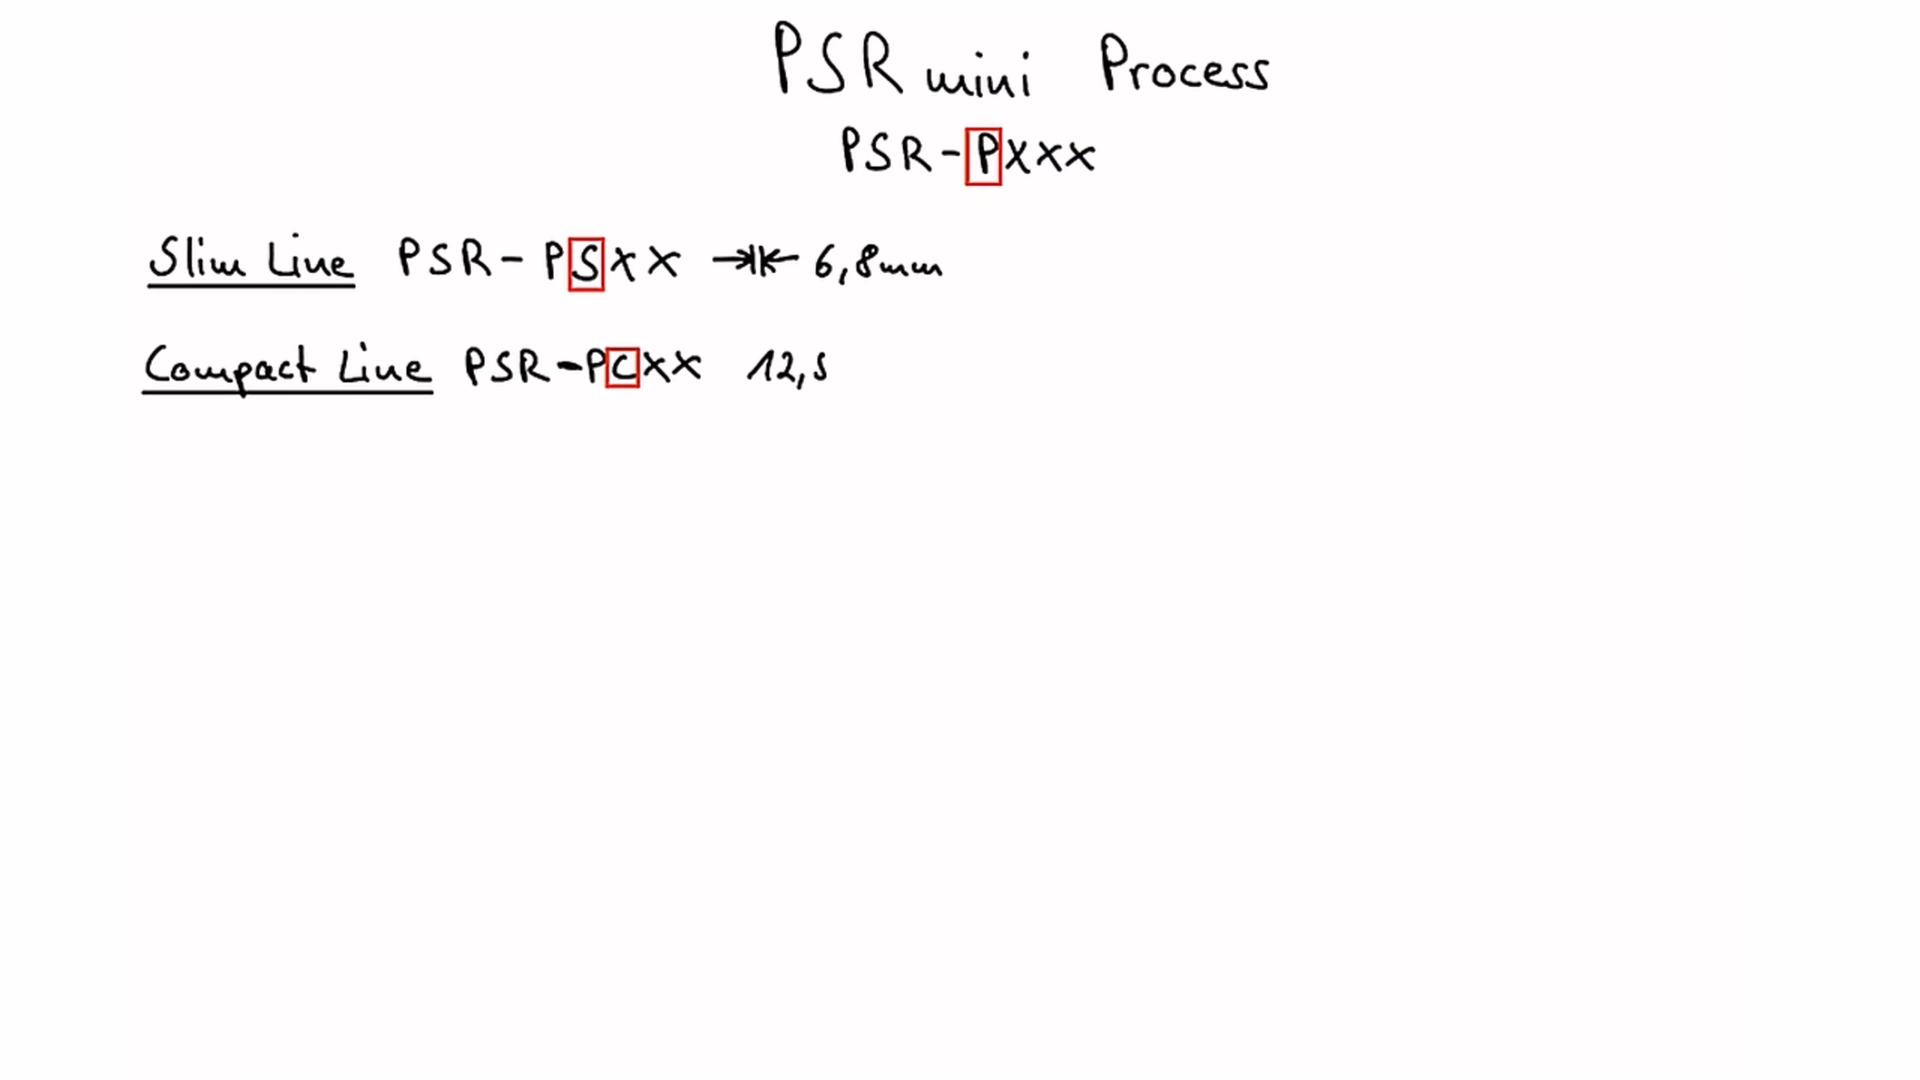 PSR mini Process
PSR-PXXX
Slim Line PSR-PSXX 6,8mm
Compact Line PSR-PCXX 12,5